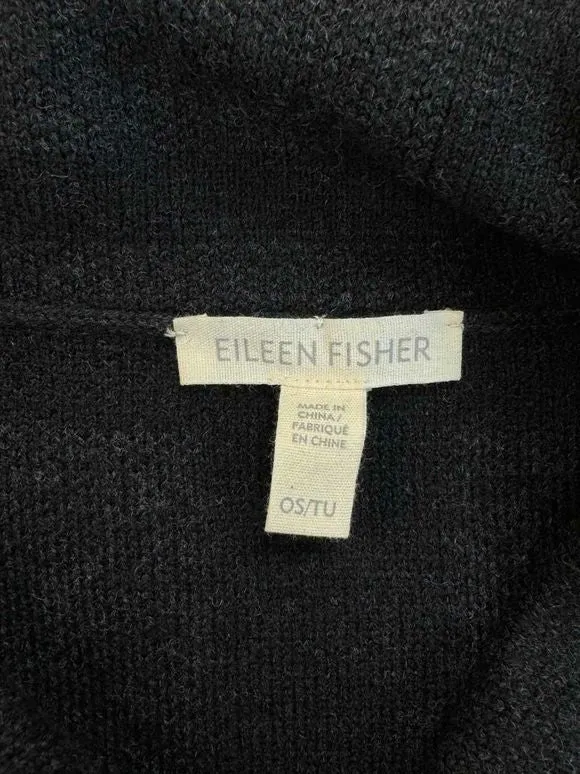 EILEEN FISHER
MADE IN
CHINA/
FABRIQUÉ
EN CHINE
OS/TU